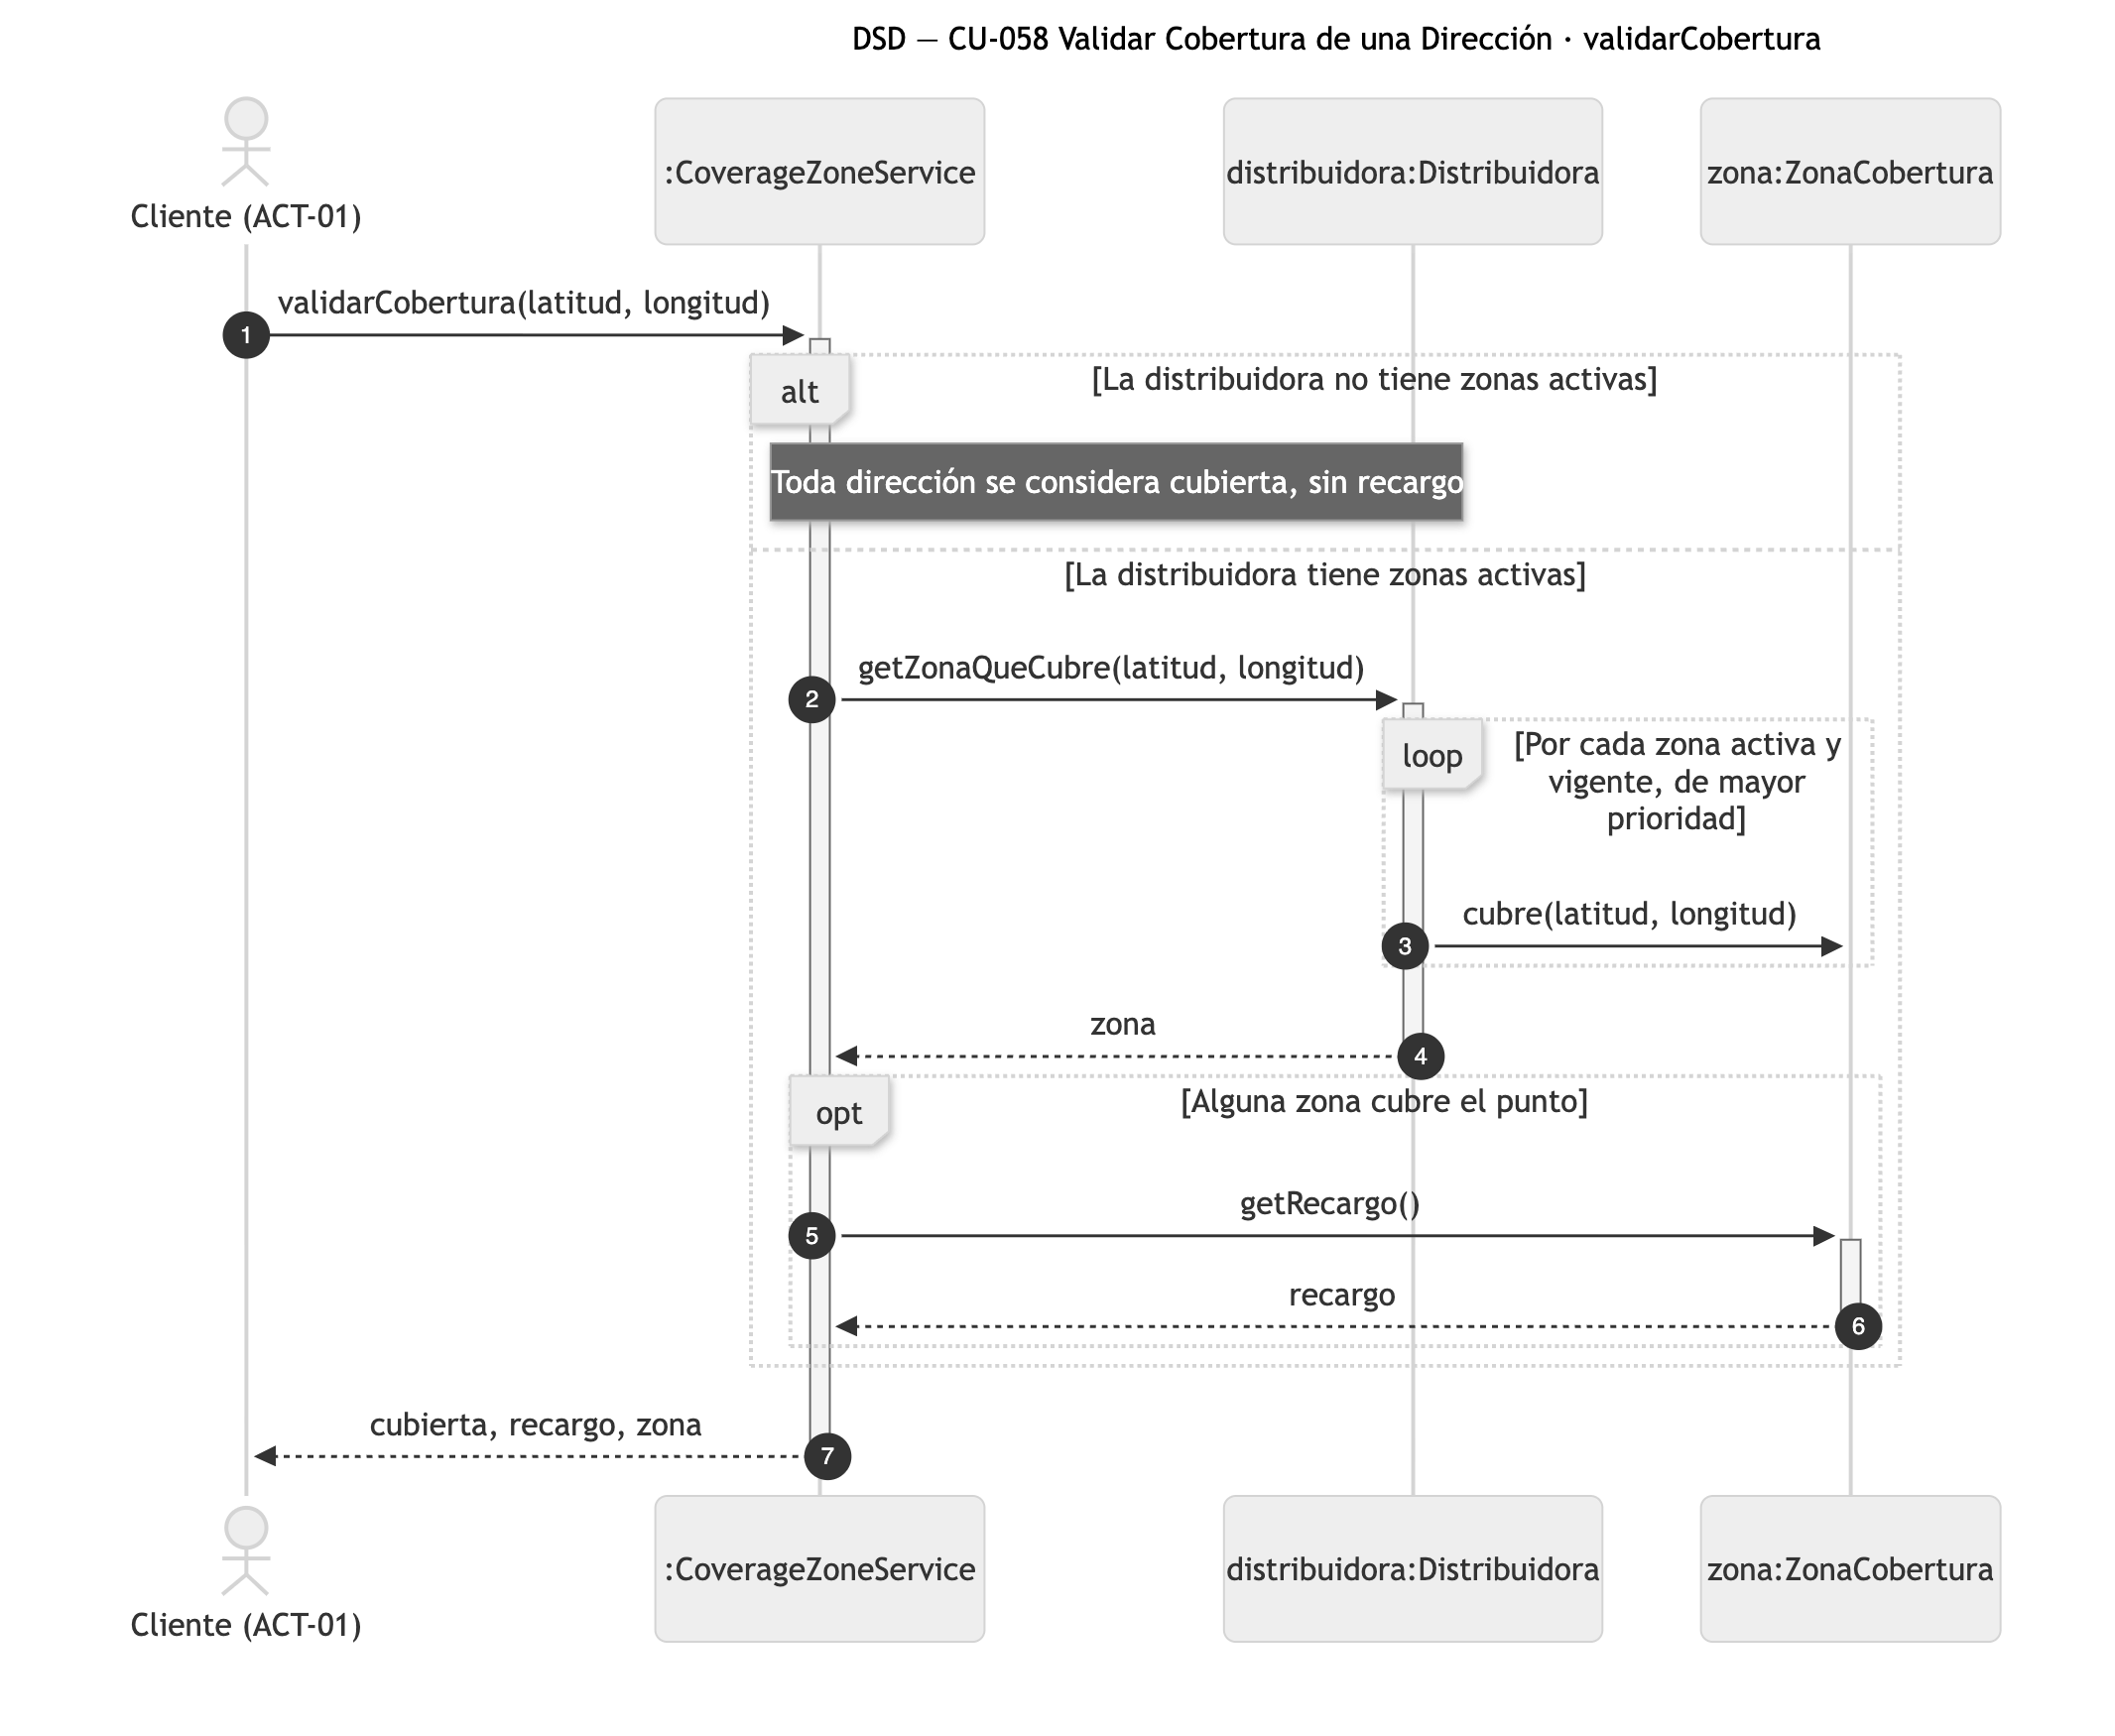 DSD — CU-058 Validar Cobertura de una Dirección · validarCobertura
Cliente (ACT-01)
:CoverageZoneService
distribuidora:Distribuidora
zona:ZonaCobertura
1
validarCobertura(latitud, longitud)
alt
[La distribuidora no tiene zonas activas]
Toda dirección se considera cubierta, sin recargo
[La distribuidora tiene zonas activas]
2
getZonaQueCubre(latitud, longitud)
loop
[Por cada zona activa y
vigente, de mayor
prioridad]
3
cubre(latitud, longitud)
zona
4
opt
[Alguna zona cubre el punto]
5
getRecargo()
recargo
6
cubierta, recargo, zona
7
Cliente (ACT-01)
:CoverageZoneService
distribuidora:Distribuidora
zona:ZonaCobertura